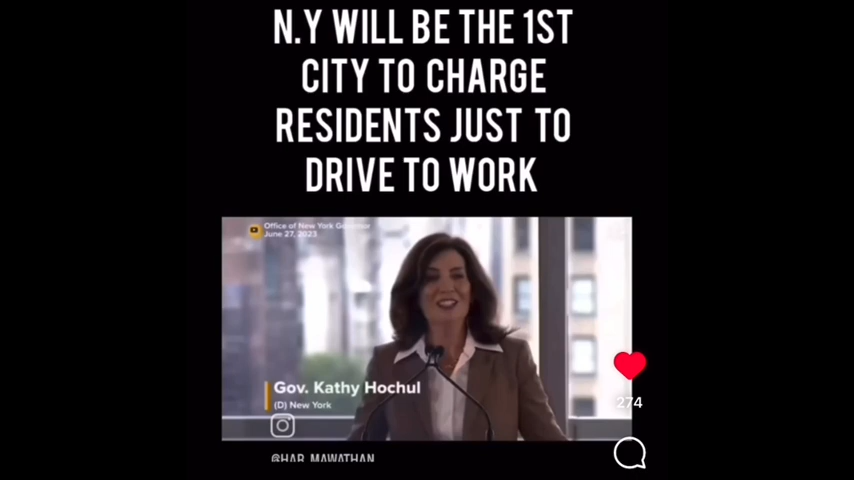 N.Y WILL BE THE 1ST
CITY TO CHARGE
RESIDENTS JUST TO
DRIVE TO WORK
Office of New York Governor
June 27, 2023
Gov. Kathy Hochul
(D) New York
274
@HAR_MAWATHAN